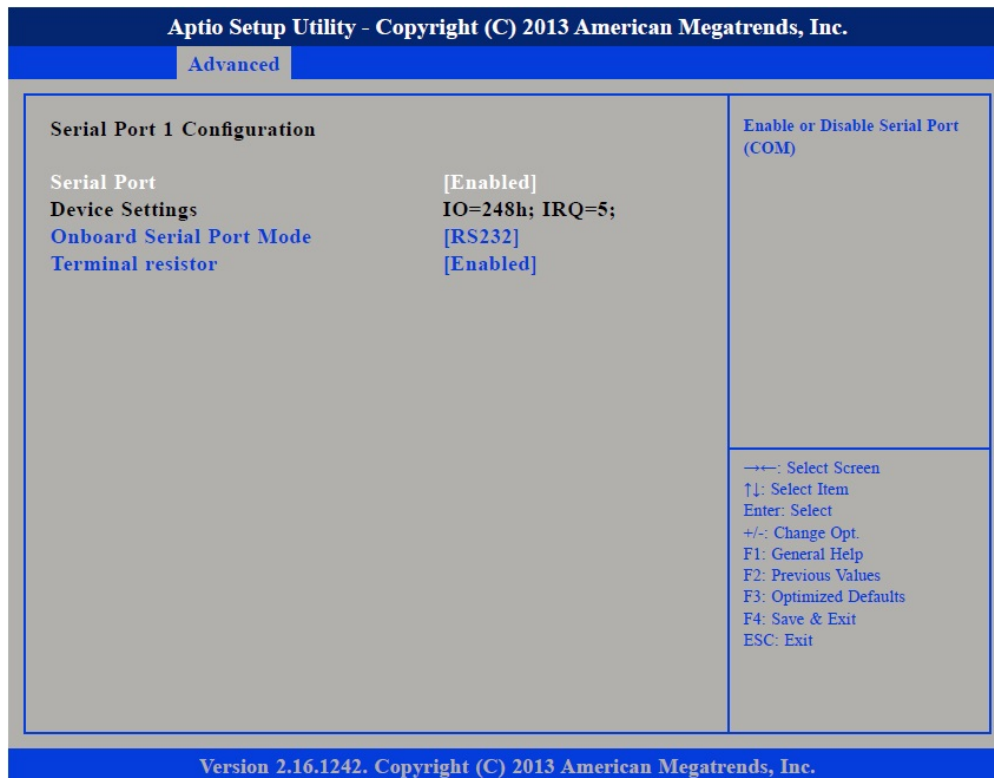 Aptio Setup Utility - Copyright (C) 2013 American Megatrends, Inc.
Advanced
Serial Port 1 Configuration
Serial Port [Enabled]
Device Settings IO=248h; IRQ=5;
Onboard Serial Port Mode [RS232]
Terminal resistor [Enabled]
Enable or Disable Serial Port
(COM)
→←: Select Screen
↑↓: Select Item
Enter: Select
+/-: Change Opt.
F1: General Help
F2: Previous Values
F3: Optimized Defaults
F4: Save & Exit
ESC: Exit
Version 2.16.1242. Copyright (C) 2013 American Megatrends, Inc.